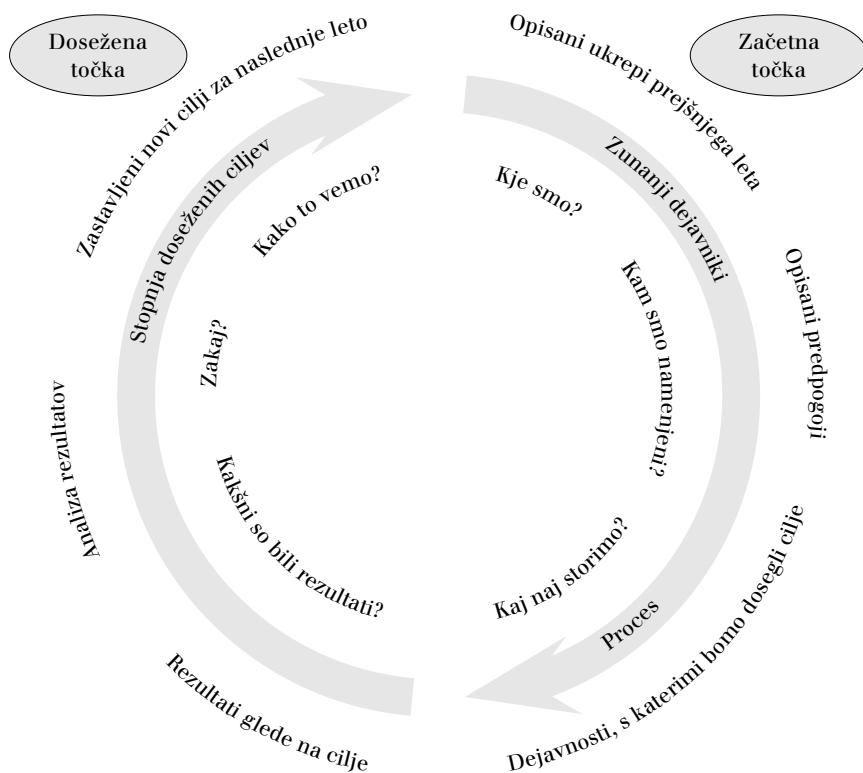 Dosežena
točka
Začetna
točka
Opisani ukrepi prejšnjega leta
Zunanji dejavniki
Kje smo?
Opisani predpogoji
Kam smo namenjeni?
Kaj naj storimo?
Proces
Dejavnosti, s katerimi bomo dosegli cilje
Rezultati glede na cilje
Kakšni so bili rezultati?
Analiza rezultatov
Zakaj?
Stopnja doseženih ciljev
Kako to vemo?
Zastavljeni novi cilji za naslednje leto